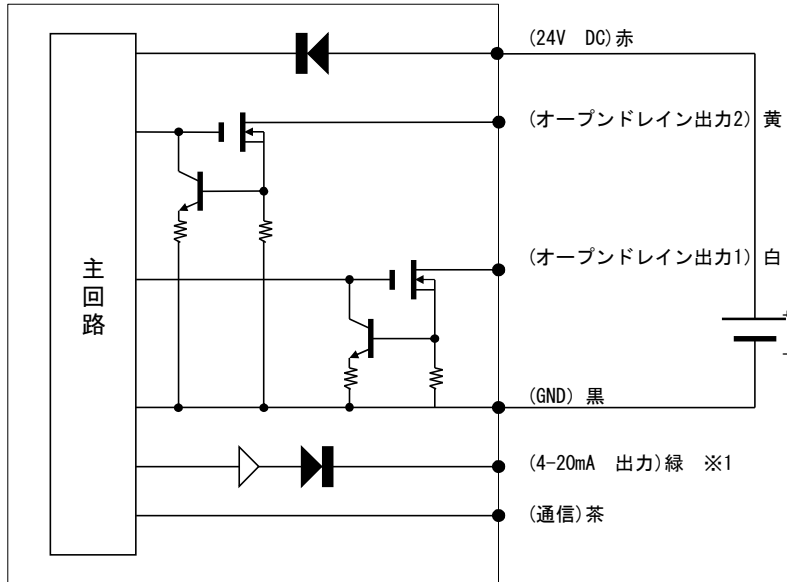 (24V DC)赤
(オープンドレイン出力2) 黄
(オープンドレイン出力1) 白
主回路
+
-
(GND) 黒
(4-20mA 出力)緑 ※1
(通信)茶